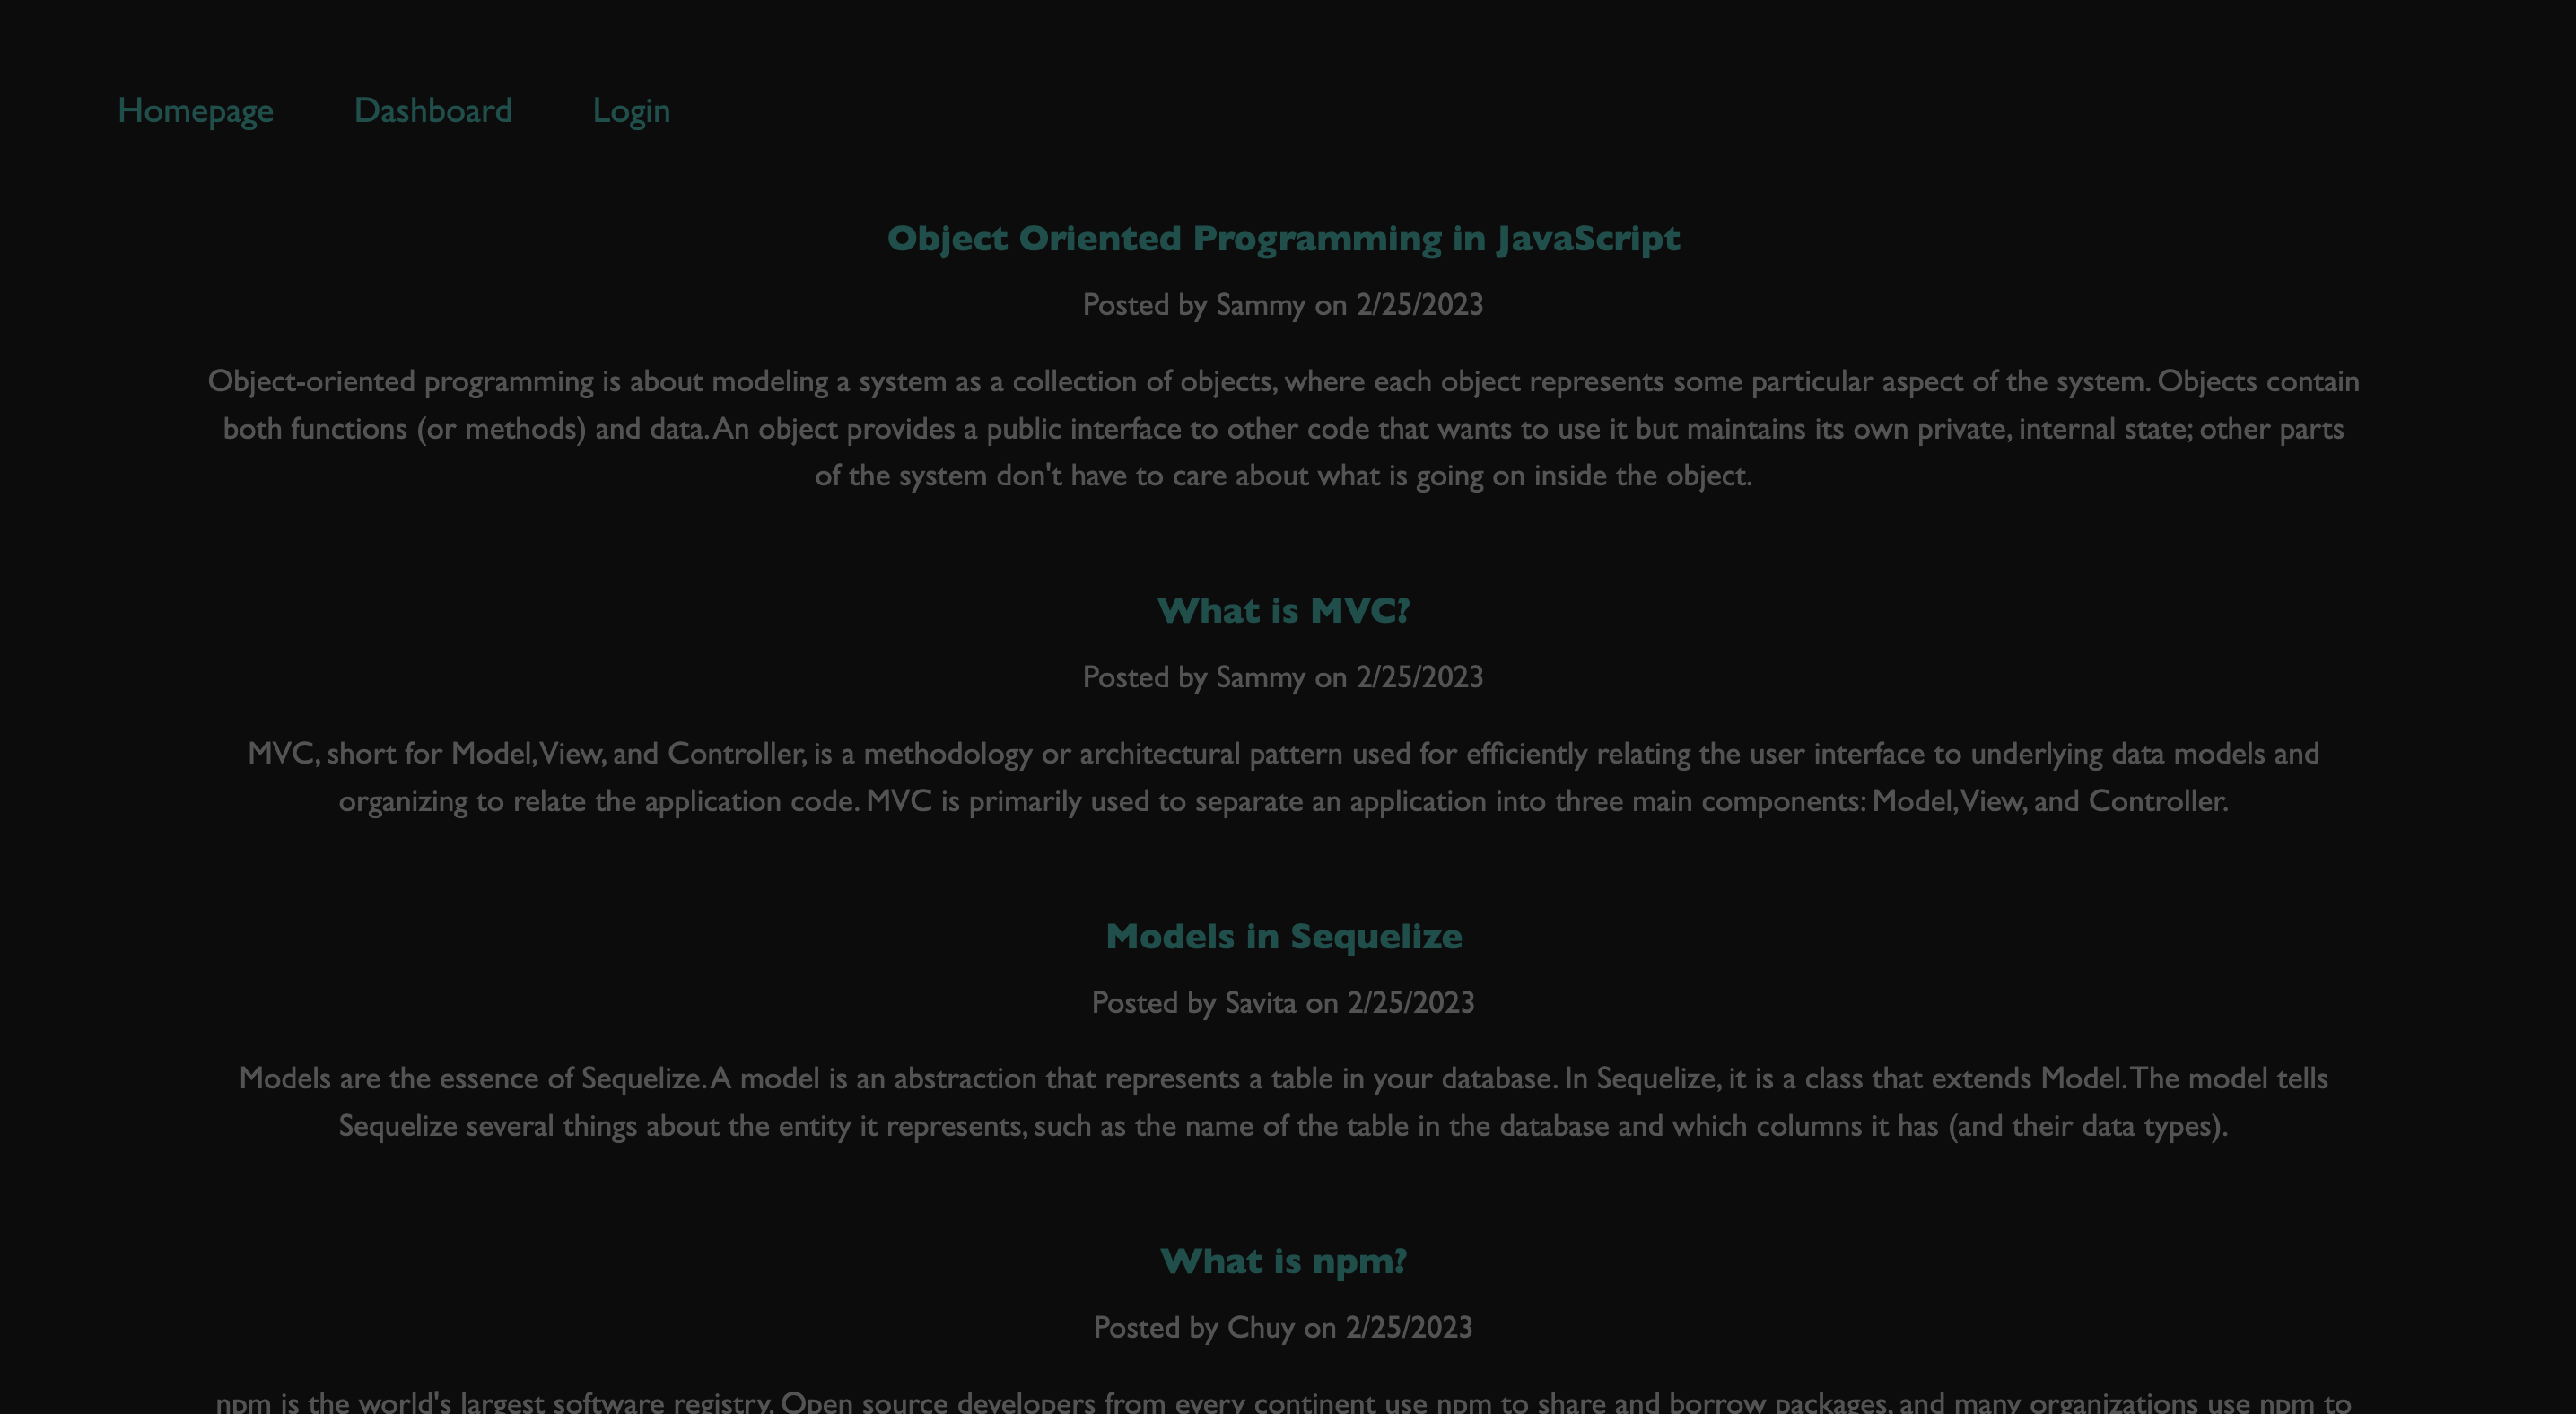 Homepage Dashboard Login
Object Oriented Programming in JavaScript
Posted by Sammy on 2/25/2023
Object-oriented programming is about modeling a system as a collection of objects, where each object represents some particular aspect of the system. Objects contain
both functions (or methods) and data. An object provides a public interface to other code that wants to use it but maintains its own private, internal state; other parts
of the system don't have to care about what is going on inside the object.
What is MVC?
Posted by Sammy on 2/25/2023
MVC, short for Model, View, and Controller, is a methodology or architectural pattern used for efficiently relating the user interface to underlying data models and
organizing to relate the application code. MVC is primarily used to separate an application into three main components: Model, View, and Controller.
Models in Sequelize
Posted by Savita on 2/25/2023
Models are the essence of Sequelize. A model is an abstraction that represents a table in your database. In Sequelize, it is a class that extends Model. The model tells
Sequelize several things about the entity it represents, such as the name of the table in the database and which columns it has (and their data types).
What is npm?
Posted by Chuy on 2/25/2023
npm is the world's largest software registry. Open source developers from every continent use npm to share and borrow packages, and many organizations use npm to